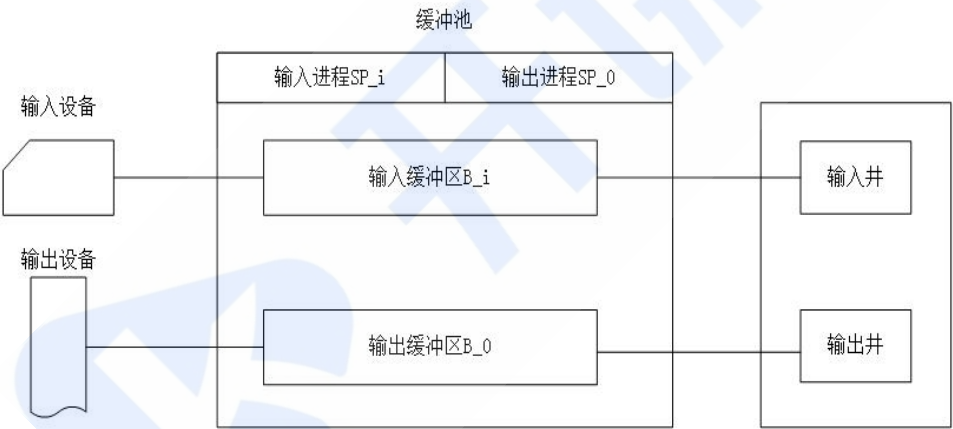 缓冲池
输入进程SP_i
输出进程SP_0
输入设备
输入缓冲区B_i
输入井
输出设备
输出缓冲区B_0
输出井